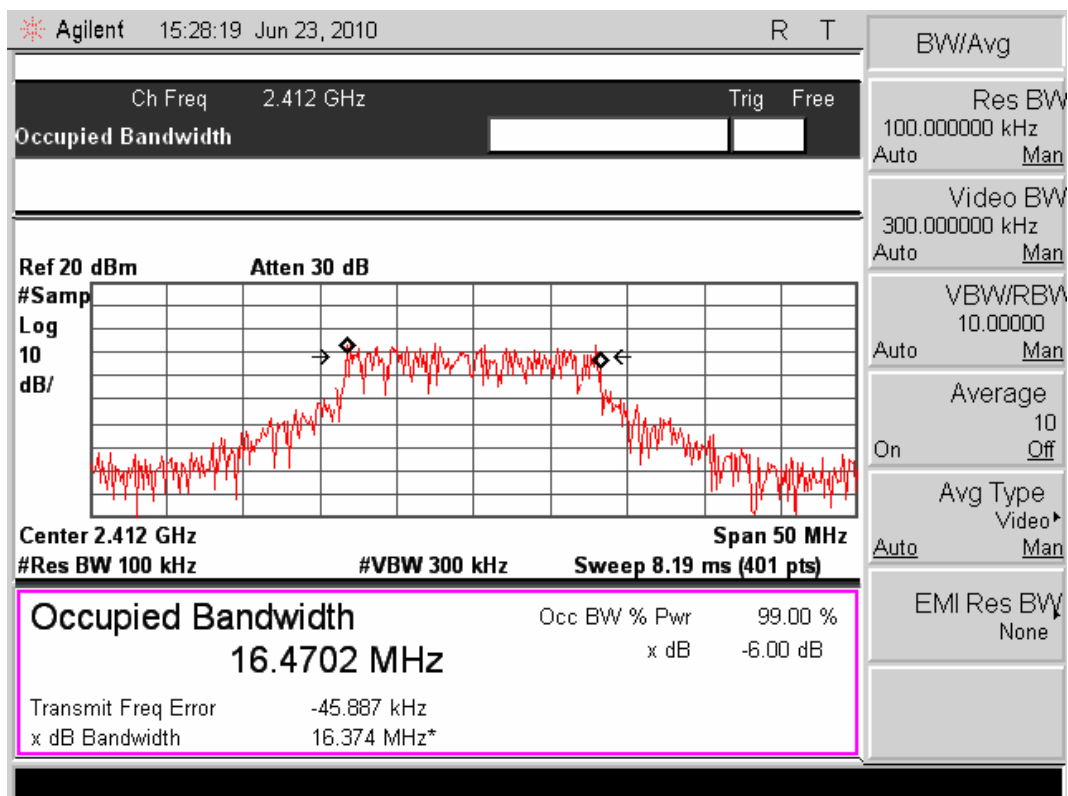 Agilent 15:28:19 Jun 23, 2010 R T
Ch Freq 2.412 GHz Trig Free
Occupied Bandwidth
Ref 20 dBm Atten 30 dB
#Samp
Log
10
dB/
Center 2.412 GHz Span 50 MHz
#Res BW 100 kHz #VBW 300 kHz Sweep 8.19 ms (401 pts)
Occupied Bandwidth Occ BW % Pwr 99.00 %
16.4702 MHz x dB -6.00 dB
Transmit Freq Error -45.887 kHz
x dB Bandwidth 16.374 MHz*
BW/Avg
Res BW
100.000000 kHz
Auto Man
Video BW
300.000000 kHz
Auto Man
VBW/RBW
10.00000
Auto Man
Average
10
On Off
Avg Type
Video
Auto Man
EMI Res BW
None